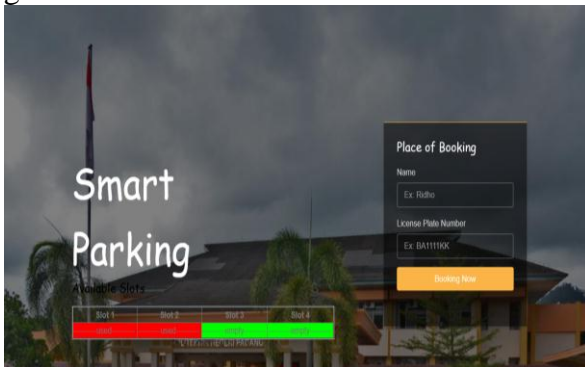 Smart
Parking
Available Slots
Slot 1 Slot 2 Slot 3 Slot 4
used used empty empty
Place of Booking
Name
Ex: Ridho
License Plate Number
Ex: BA1111KK
Booking Now